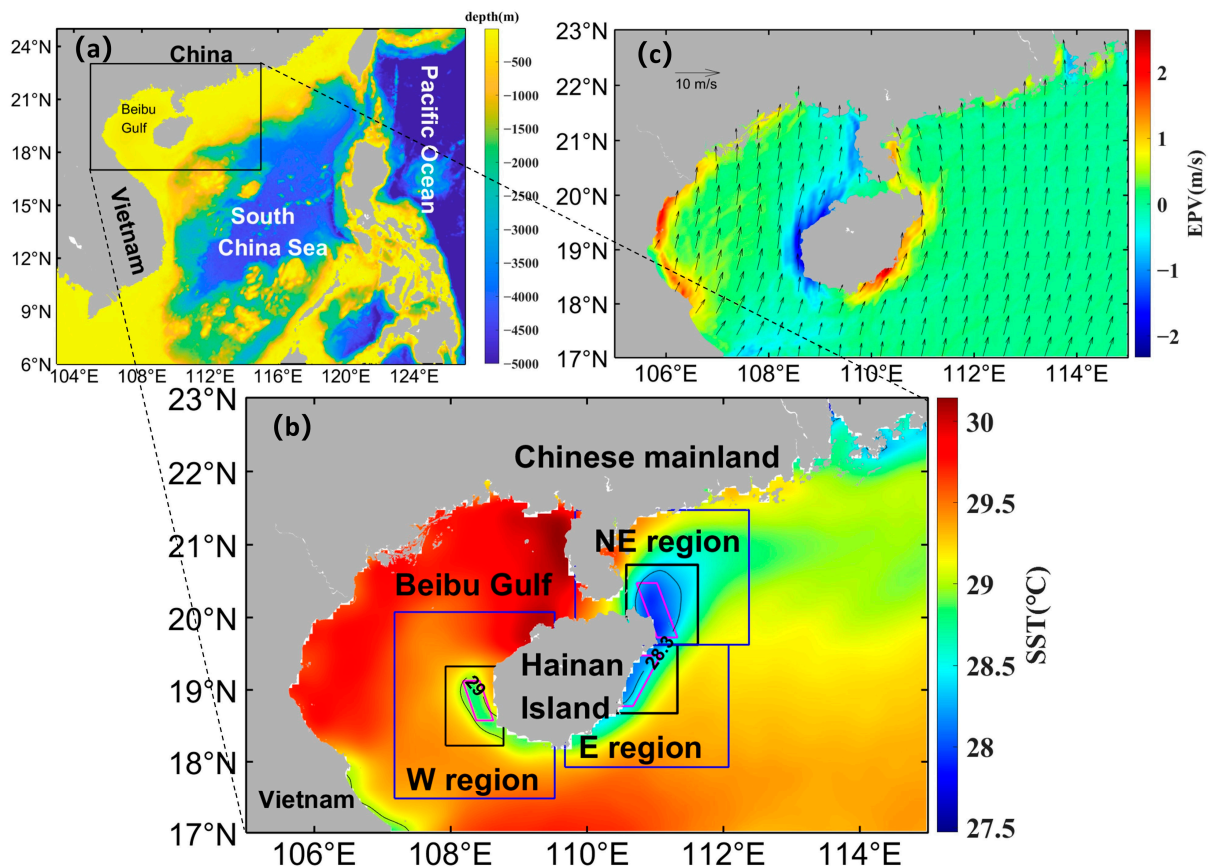 (a)
depth(m)
24°N
21°N
18°N
15°N
12°N
9°N
6°N
104°E
108°E
112°E
116°E
120°E
124°E
China
Beibu
Gulf
Vietnam
South
China Sea
Pacific Ocean
−500
−1000
−1500
−2000
−2500
−3000
−3500
−4000
−4500
−5000
(c)
10 m/s
23°N
22°N
21°N
20°N
19°N
18°N
17°N
106°E
108°E
110°E
112°E
114°E
2
1
0
−1
−2
EPV(m/s)
(b)
23°N
22°N
21°N
20°N
19°N
18°N
17°N
106°E
108°E
110°E
112°E
114°E
Chinese mainland
NE region
Beibu Gulf
Hainan
Island
28.3
29
E region
W region
Vietnam
30
29.5
29
28.5
28
27.5
SST(°C)